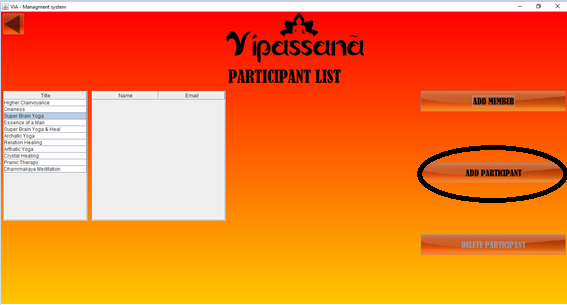 VIA - Managment system
Vipassanā
PARTICIPANT LIST
Title
Higher Clairvoyance
Oneness
Super Brain Yoga
Essence of a Man
Super Brain Yoga & Heal
Archatic Yoga
Relation Healing
Arthatic Yoga
Crystal Healing
Pranic Therapy
Dhammakaya Meditation
Name Email
ADD MEMBER
ADD PARTICIPANT
DELETE PARTICIPANT